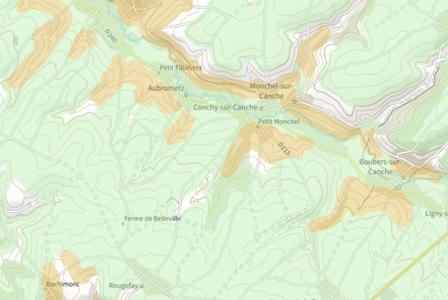 D340
Petit Fillièvres
Aubrometz
Monchel-sur-
Canche
Conchy-sur-Canche
Petit Monchel
D115
Boubers-sur-
Canche
Ligny-s
Ferme de Belleville
Bachimont
Rougefay